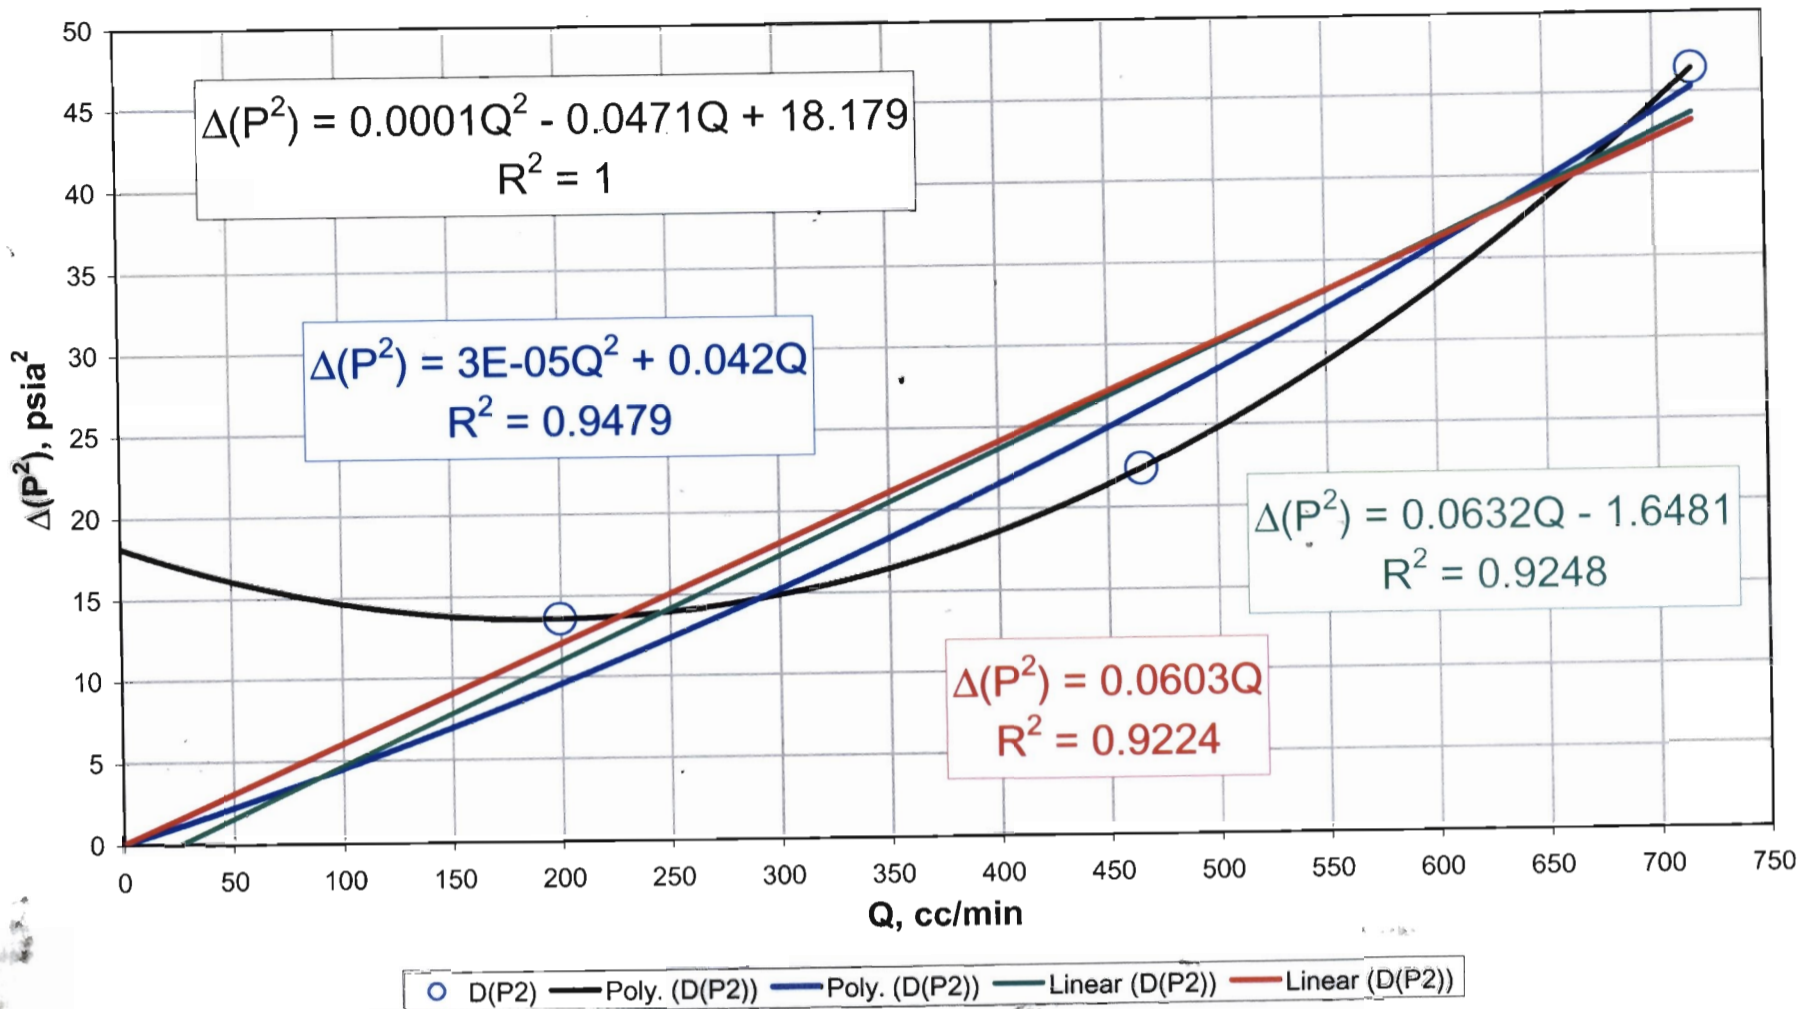 50
45
40
35
30
25
20
15
10
5
0
Δ(P²), psia²
Δ(P²) = 0.0001Q² - 0.0471Q + 18.179
R² = 1
Δ(P²) = 3E-05Q² + 0.042Q
R² = 0.9479
Δ(P²) = 0.0632Q - 1.6481
R² = 0.9248
Δ(P²) = 0.0603Q
R² = 0.9224
0 50 100 150 200 250 300 350 400 450 500 550 600 650 700 750
Q, cc/min
D(P2) Poly. (D(P2)) Poly. (D(P2)) Linear (D(P2)) Linear (D(P2))